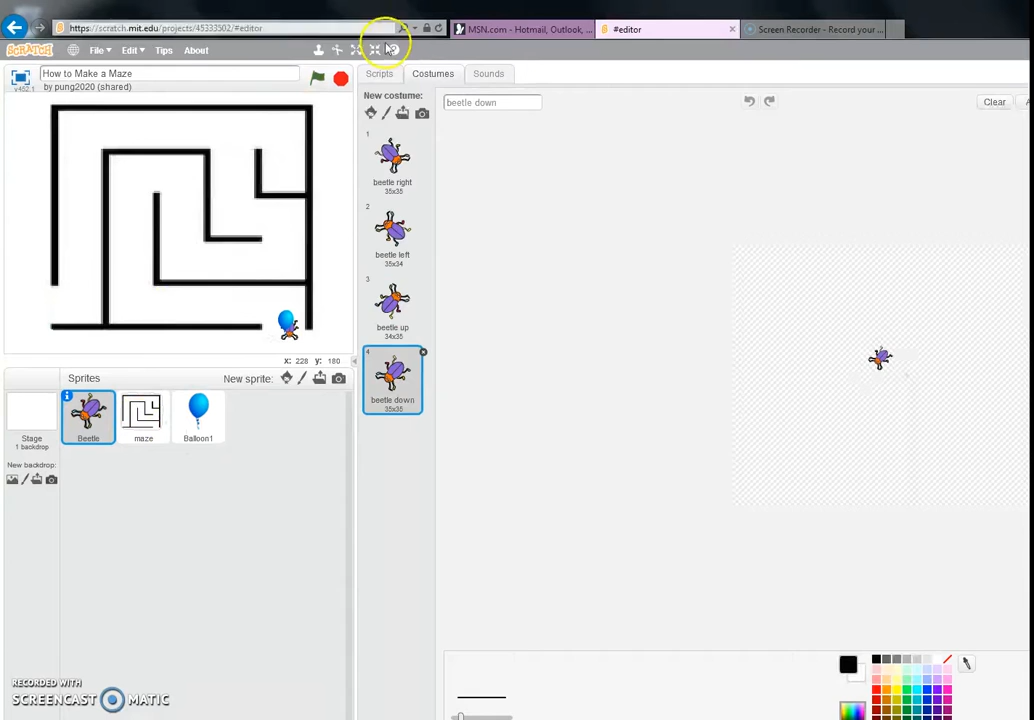 https://scratch.mit.edu/projects/45333502/#editor
MSN.com - Hotmail, Outlook, ...
#editor
Screen Recorder - Record your ...
SCRATCH
File
Edit
Tips
About
v452.1
How to Make a Maze
by pung2020 (shared)
Scripts
Costumes
Sounds
New costume:
beetle down
Clear
1
beetle right
35x35
2
beetle left
35x34
3
beetle up
34x35
4
beetle down
35x35
x: 228 y: 180
Sprites
New sprite:
Stage
1 backdrop
New backdrop:
Beetle
maze
Balloon1
RECORDED WITH
SCREENCAST MATIC